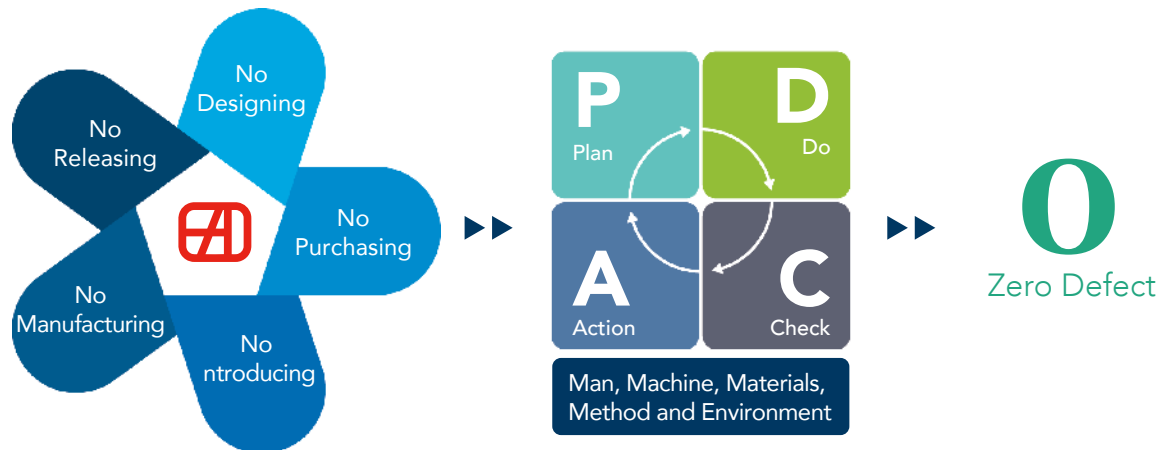 No
Designing
No
Releasing
No
Purchasing
No
Manufacturing
No
ntroducing
P
Plan
D
Do
A
Action
C
Check
Man, Machine, Materials,
Method and Environment
0
Zero Defect